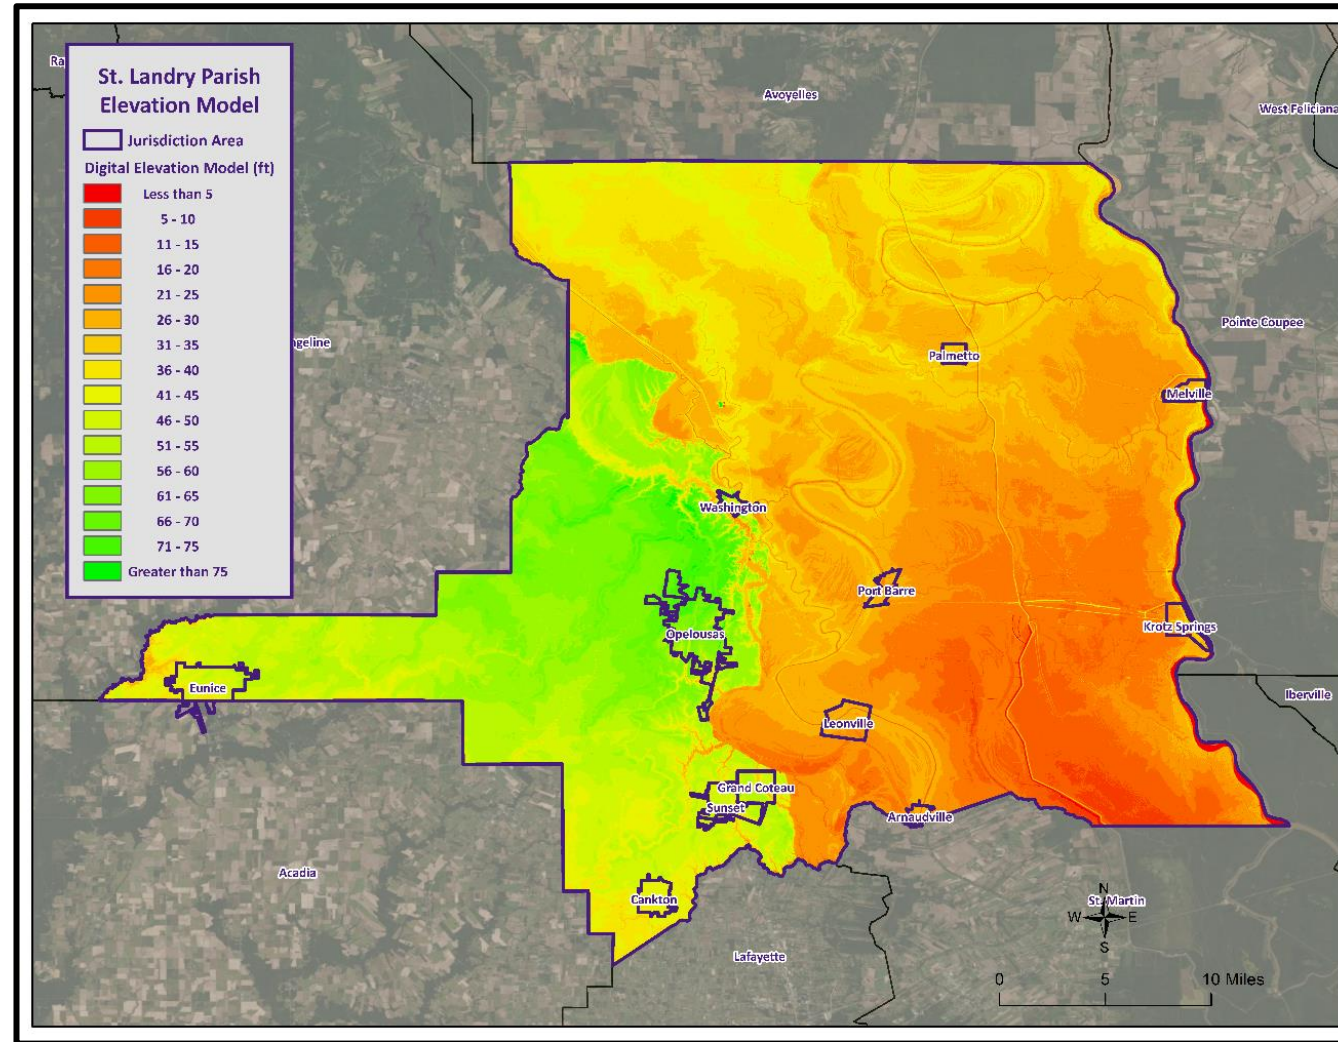 St. Landry Parish
Elevation Model
Jurisdiction Area
Digital Elevation Model (ft)
Less than 5
5 - 10
11 - 15
16 - 20
21 - 25
26 - 30
31 - 35
36 - 40
41 - 45
46 - 50
51 - 55
56 - 60
61 - 65
66 - 70
71 - 75
Greater than 75
Ra
Avoyelles
West Feliciana
ngeline
Pointe Coupee
Palmetto
Melville
Washington
Port Barre
Krotz Springs
Opelousas
Eunice
Iberville
Leonville
Grand Coteau
Sunset
Arnaudville
Acadia
Cankton
St. Martin
N
W
E
S
Lafayette
0 5 10 Miles